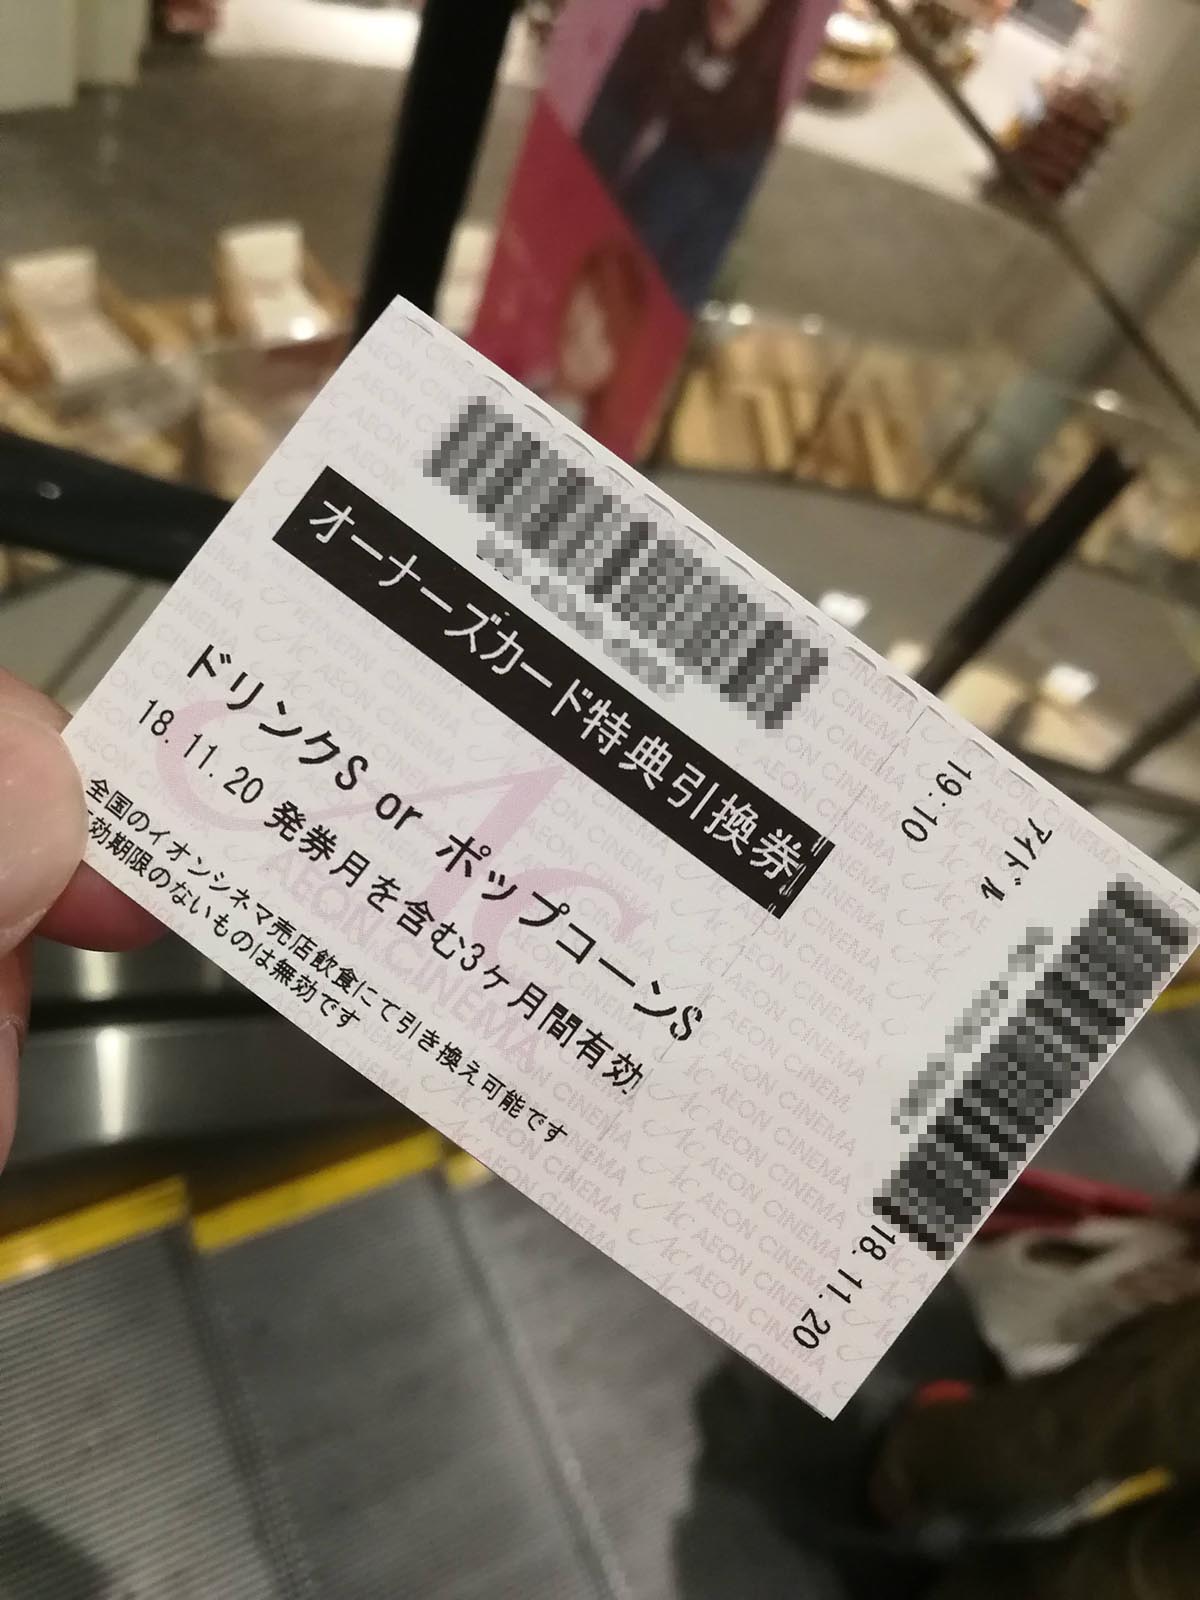 オーナーズカード特典引換券
ドリンクS or ポップコーンS
18.11.20 発券月を含む3ヶ月間有効
全国のイオンシネマ売店飲食にて引き換え可能です
有効期限のないものは無効です
19:10
アイドル
18.11.20
AEON CINEMA